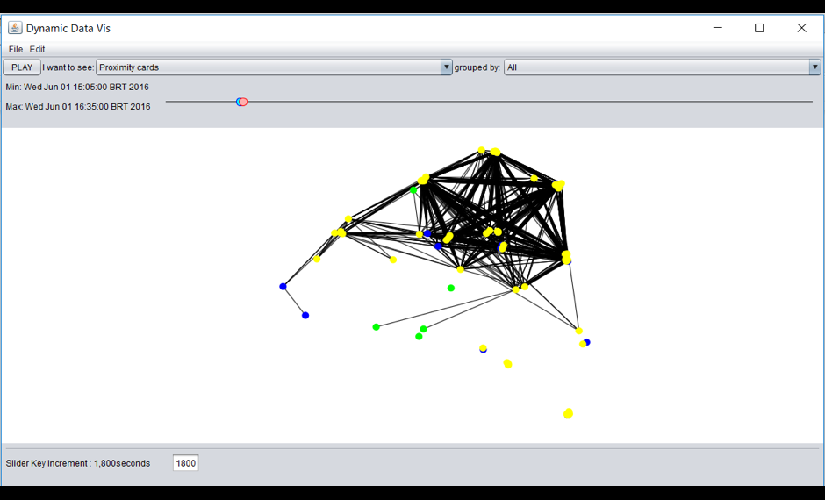 Dynamic Data Vis
File Edit
PLAY I want to see: Proximity cards grouped by: All
Min: Wed Jun 01 15:05:00 BRT 2016
Max: Wed Jun 01 16:35:00 BRT 2016
Slider Key Increment : 1,800seconds 1800